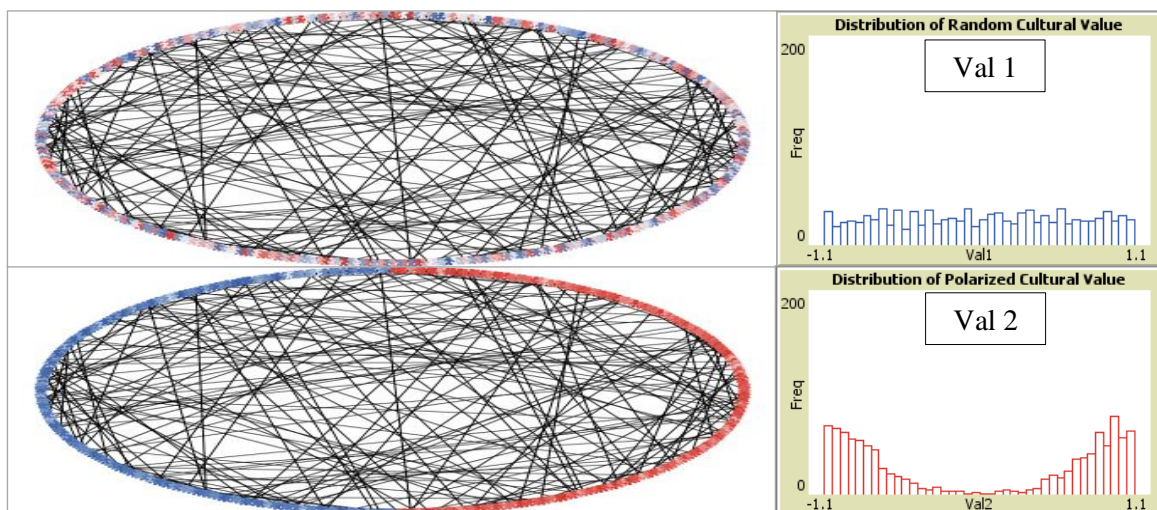 Distribution of Random Cultural Value
200
Val 1
Freq
0
-1.1 Val1 1.1
Distribution of Polarized Cultural Value
200
Val 2
Freq
0
-1.1 Val2 1.1